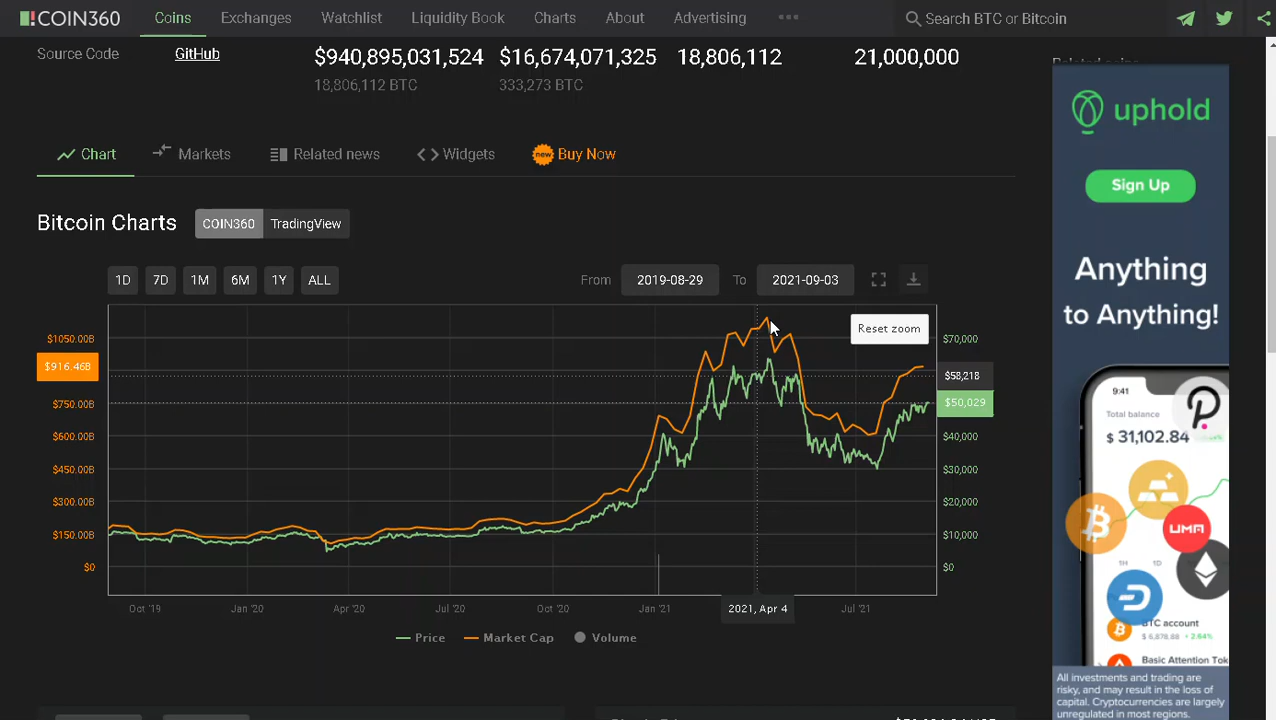 COIN360 Coins Exchanges Watchlist Liquidity Book Charts About Advertising Search BTC or Bitcoin
Source Code GitHub $940,895,031,524 $16,674,071,325 18,806,112 21,000,000
18,806,112 BTC 333,273 BTC
Chart Markets Related news Widgets new Buy Now
Bitcoin Charts COIN360 TradingView
1D 7D 1M 6M 1Y ALL From 2019-08-29 To 2021-09-03
Reset zoom
$1050.00B $70,000
$916.46B $58,218
$750.00B $50,029
$600.00B $40,000
$450.00B $30,000
$300.00B $20,000
$150.00B $10,000
$0 $0
Oct '19 Jan '20 Apr '20 Jul '20 Oct '20 Jan '21 2021, Apr 4 Jul '21
Price Market Cap Volume
uphold
Sign Up
Anything
to Anything!
9:41
Total balance
$ 31,102.84
UMA
1H 1D
BTC account
$ 6,878.88 + 2.64%
Basic Attention Tok
All investments and trading are
risky, and may result in the loss of
capital. Cryptocurrencies are largely
unregulated in most regions.